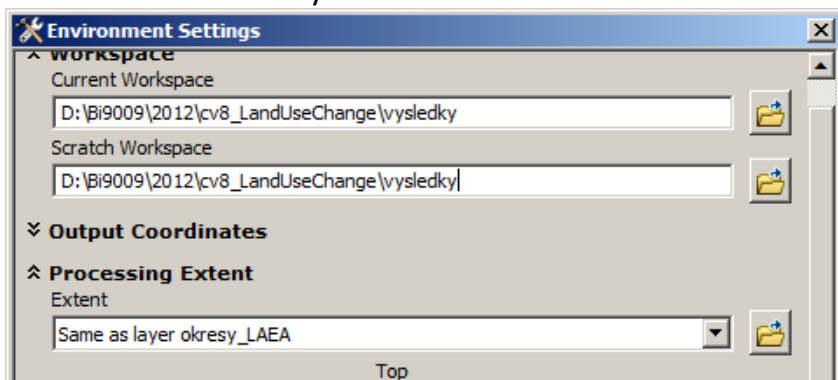 Environment Settings
Workspace
Current Workspace
D:\Bi9009\2012\cv8_LandUseChange\vysledky
Scratch Workspace
D:\Bi9009\2012\cv8_LandUseChange\vysledky
Output Coordinates
Processing Extent
Extent
Same as layer okresy_LAEA
Top